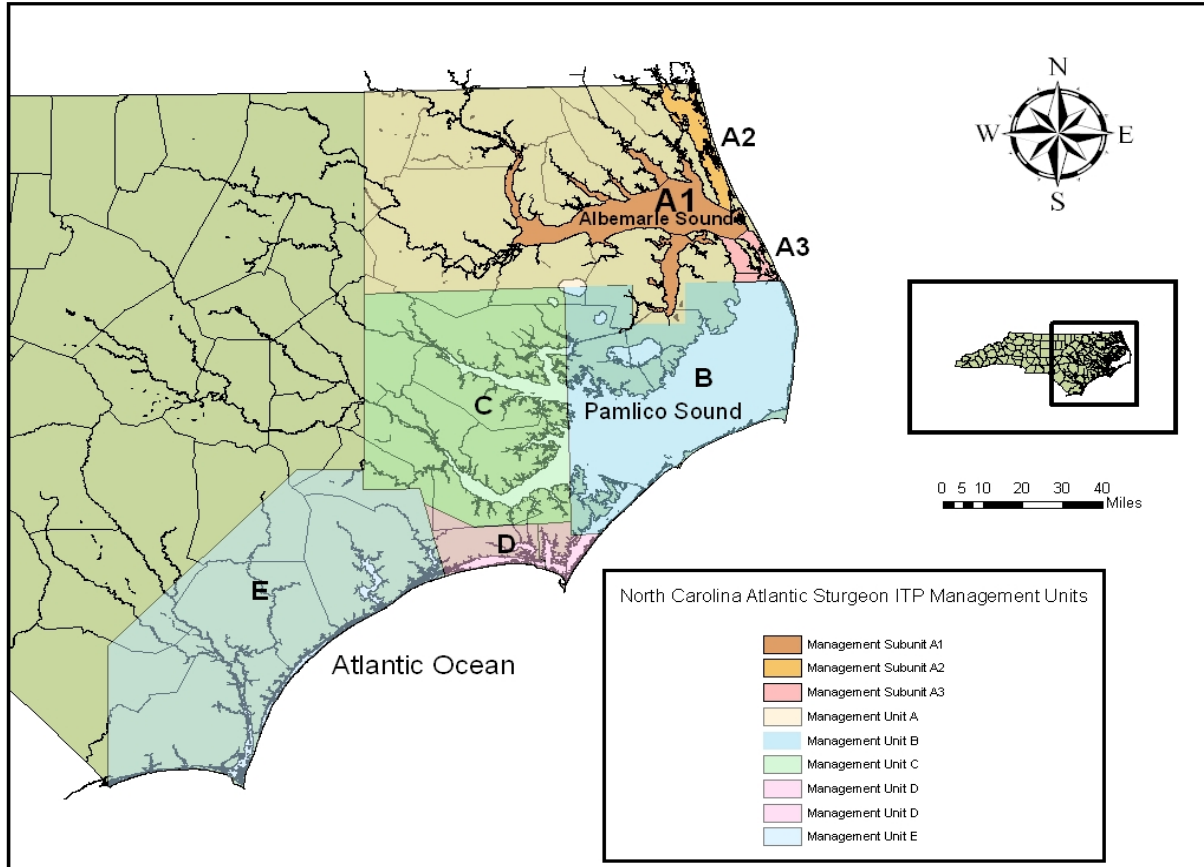 N
W
E
S
A2
A1
Albemarle Sound
A3
B
Pamlico Sound
C
D
E
Atlantic Ocean
0 5 10 20 30 40
Miles
North Carolina Atlantic Sturgeon ITP Management Units
Management Subunit A1
Management Subunit A2
Management Subunit A3
Management Unit A
Management Unit B
Management Unit C
Management Unit D
Management Unit D
Management Unit E